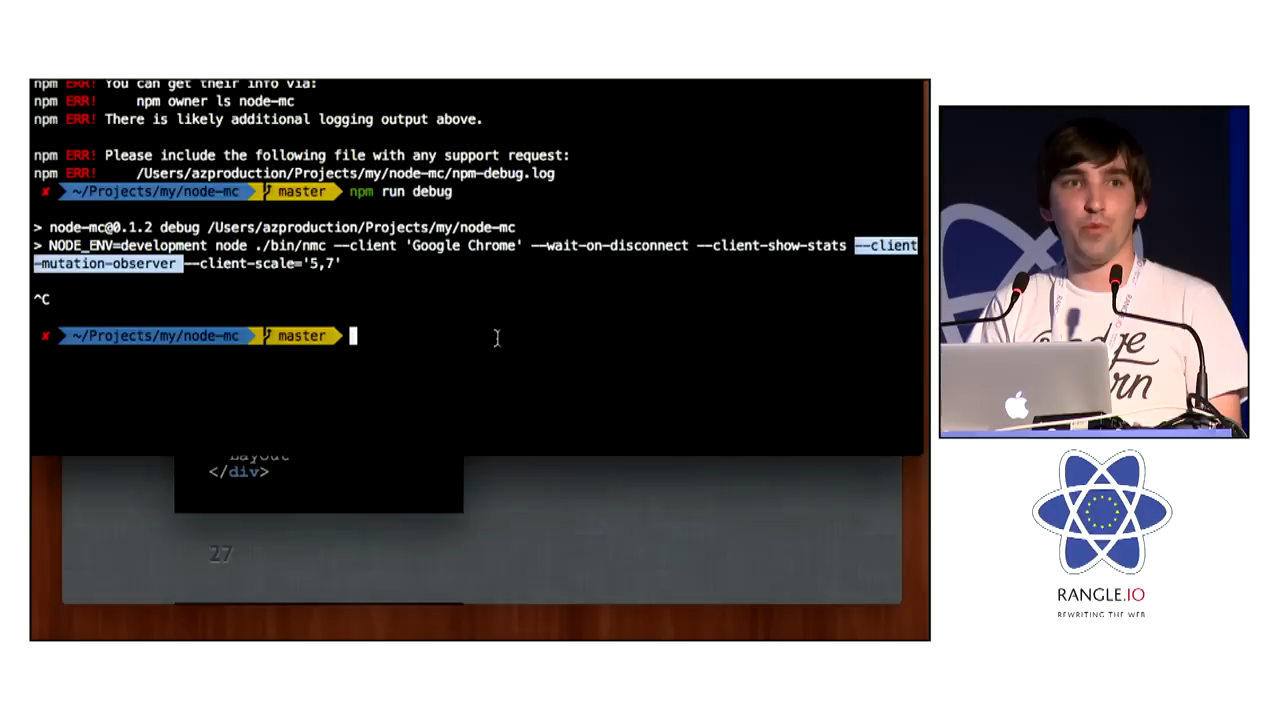 npm ERR! You can get their info via:
npm ERR!     npm owner ls node-mc
npm ERR! There is likely additional logging output above.
npm ERR! Please include the following file with any support request:
npm ERR!     /Users/azproduction/Projects/my/node-mc/npm-debug.log
✘ ~/Projects/my/node-mc master npm run debug
> node-mc@0.1.2 debug /Users/azproduction/Projects/my/node-mc
> NODE_ENV=development node ./bin/nmc --client 'Google Chrome' --wait-on-disconnect --client-show-stats --client
-mutation-observer --client-scale='5,7'
^C
✘ ~/Projects/my/node-mc master
Layout
</div>
27
RANGLE.IO
REWRITING THE WEB